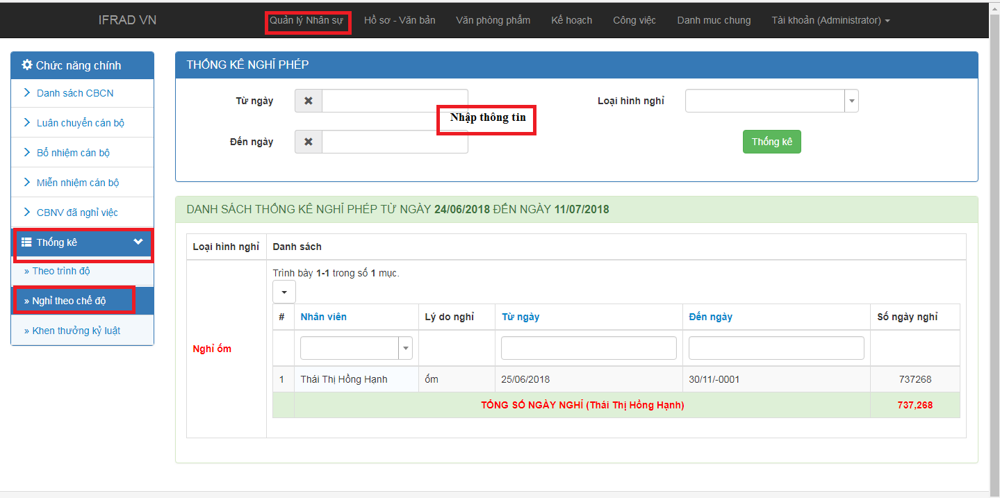 IFRAD VN Quản lý Nhân sự Hồ sơ - Văn bản Văn phòng phẩm Kế hoạch Công việc Danh muc chung Tài khoản (Administrator)
Chức năng chính
Danh sách CBCN
Luân chuyển cán bộ
Bổ nhiệm cán bộ
Miễn nhiệm cán bộ
CBNV đã nghỉ việc
Thống kê
» Theo trình độ
» Nghỉ theo chế độ
» Khen thưởng kỷ luật
THỐNG KÊ NGHỈ PHÉP
Từ ngày Loại hình nghỉ
Nhập thông tin
Đến ngày Thống kê
DANH SÁCH THỐNG KÊ NGHỈ PHÉP TỪ NGÀY 24/06/2018 ĐẾN NGÀY 11/07/2018
Loại hình nghỉ Danh sách
Trình bày 1-1 trong số 1 mục.
# Nhân viên Lý do nghỉ Từ ngày Đến ngày Số ngày nghỉ
Nghỉ ốm
1 Thái Thị Hồng Hạnh ốm 25/06/2018 30/11/-0001 737268
TỔNG SỐ NGÀY NGHỈ (Thái Thị Hồng Hạnh) 737,268